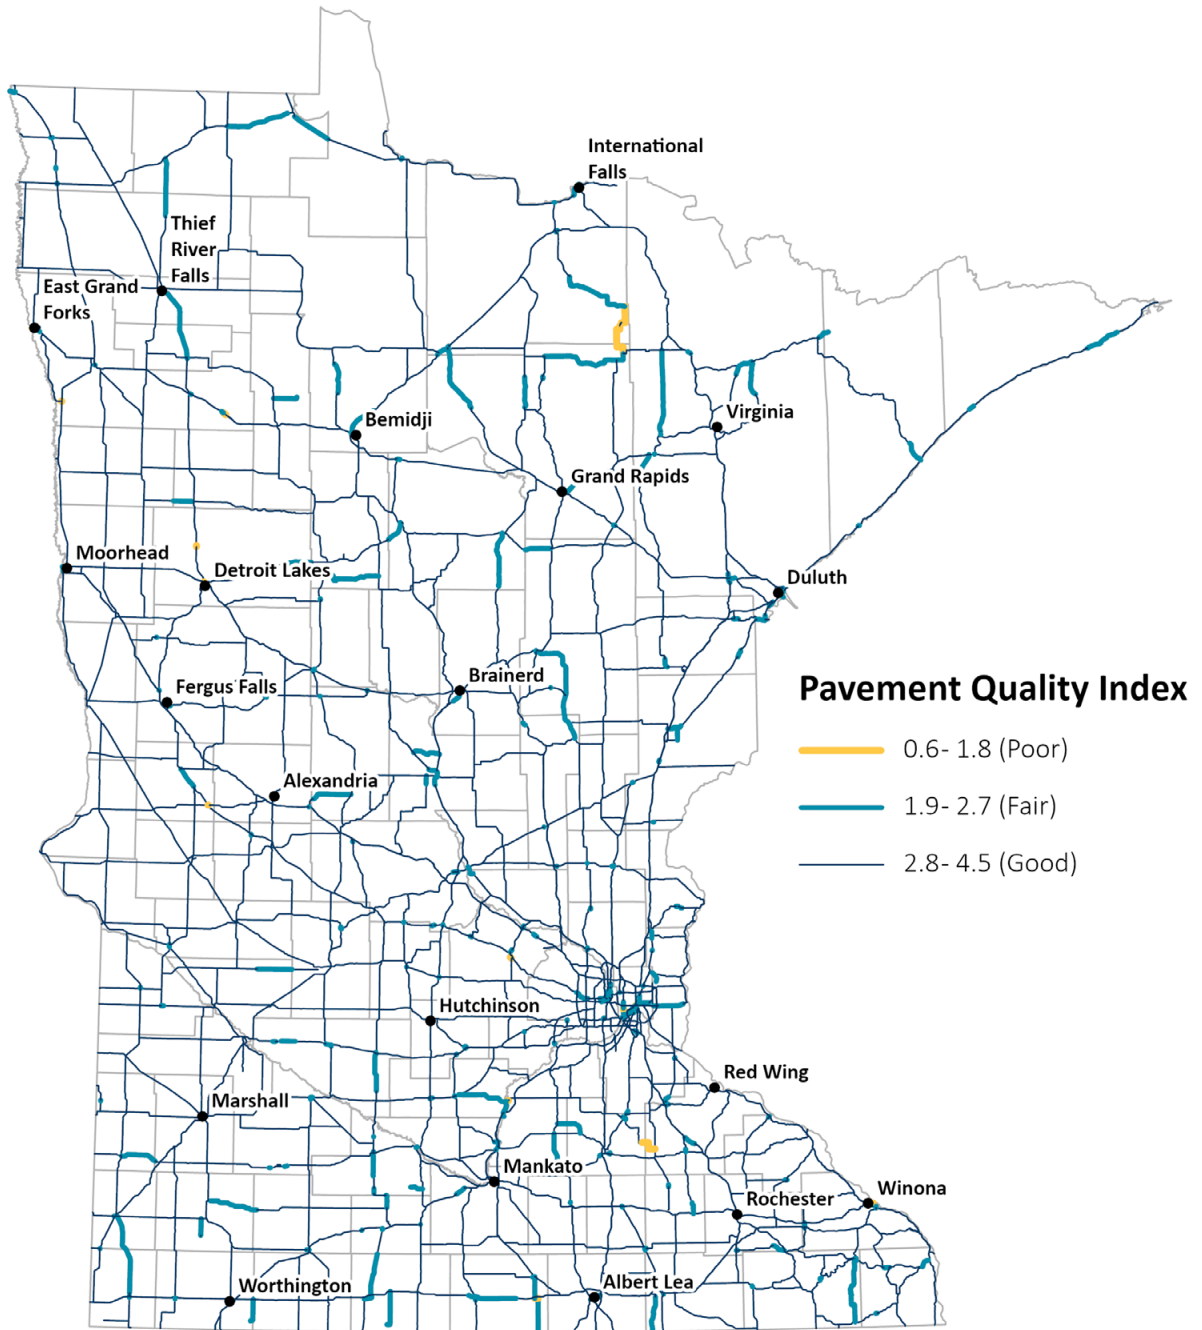 International
Falls
Thief
River
Falls
East Grand
Forks
Bemidji
Virginia
Grand Rapids
Moorhead
Detroit Lakes
Duluth
Brainerd
Fergus Falls
Pavement Quality Index
0.6- 1.8 (Poor)
Alexandria
1.9- 2.7 (Fair)
2.8- 4.5 (Good)
Hutchinson
Red Wing
Marshall
Mankato
Winona
Rochester
Worthington
Albert Lea